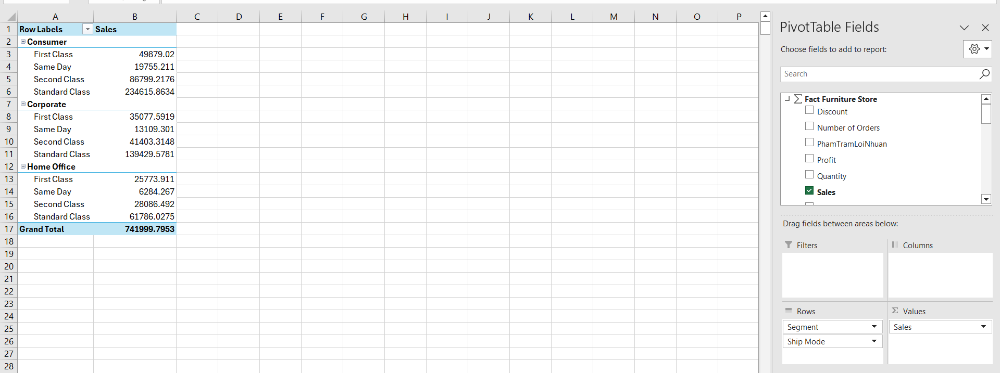 A B C D E F G H I J K L M N O P
1 Row Labels Sales
2 Consumer
3 First Class 49879.02
4 Same Day 19755.211
5 Second Class 86799.2176
6 Standard Class 234615.8634
7 Corporate
8 First Class 35077.5919
9 Same Day 13109.301
10 Second Class 41403.3148
11 Standard Class 139429.5781
12 Home Office
13 First Class 25773.911
14 Same Day 6284.267
15 Second Class 28086.492
16 Standard Class 61786.0275
17 Grand Total 741999.7953
18
19
20
21
22
23
24
25
26
27
28
PivotTable Fields
Choose fields to add to report:
Search
Σ Fact Furniture Store
Discount
Number of Orders
PhamTramLoiNhuan
Profit
Quantity
Sales
Drag fields between areas below:
Filters
Columns
Rows
Segment
Ship Mode
Σ Values
Sales